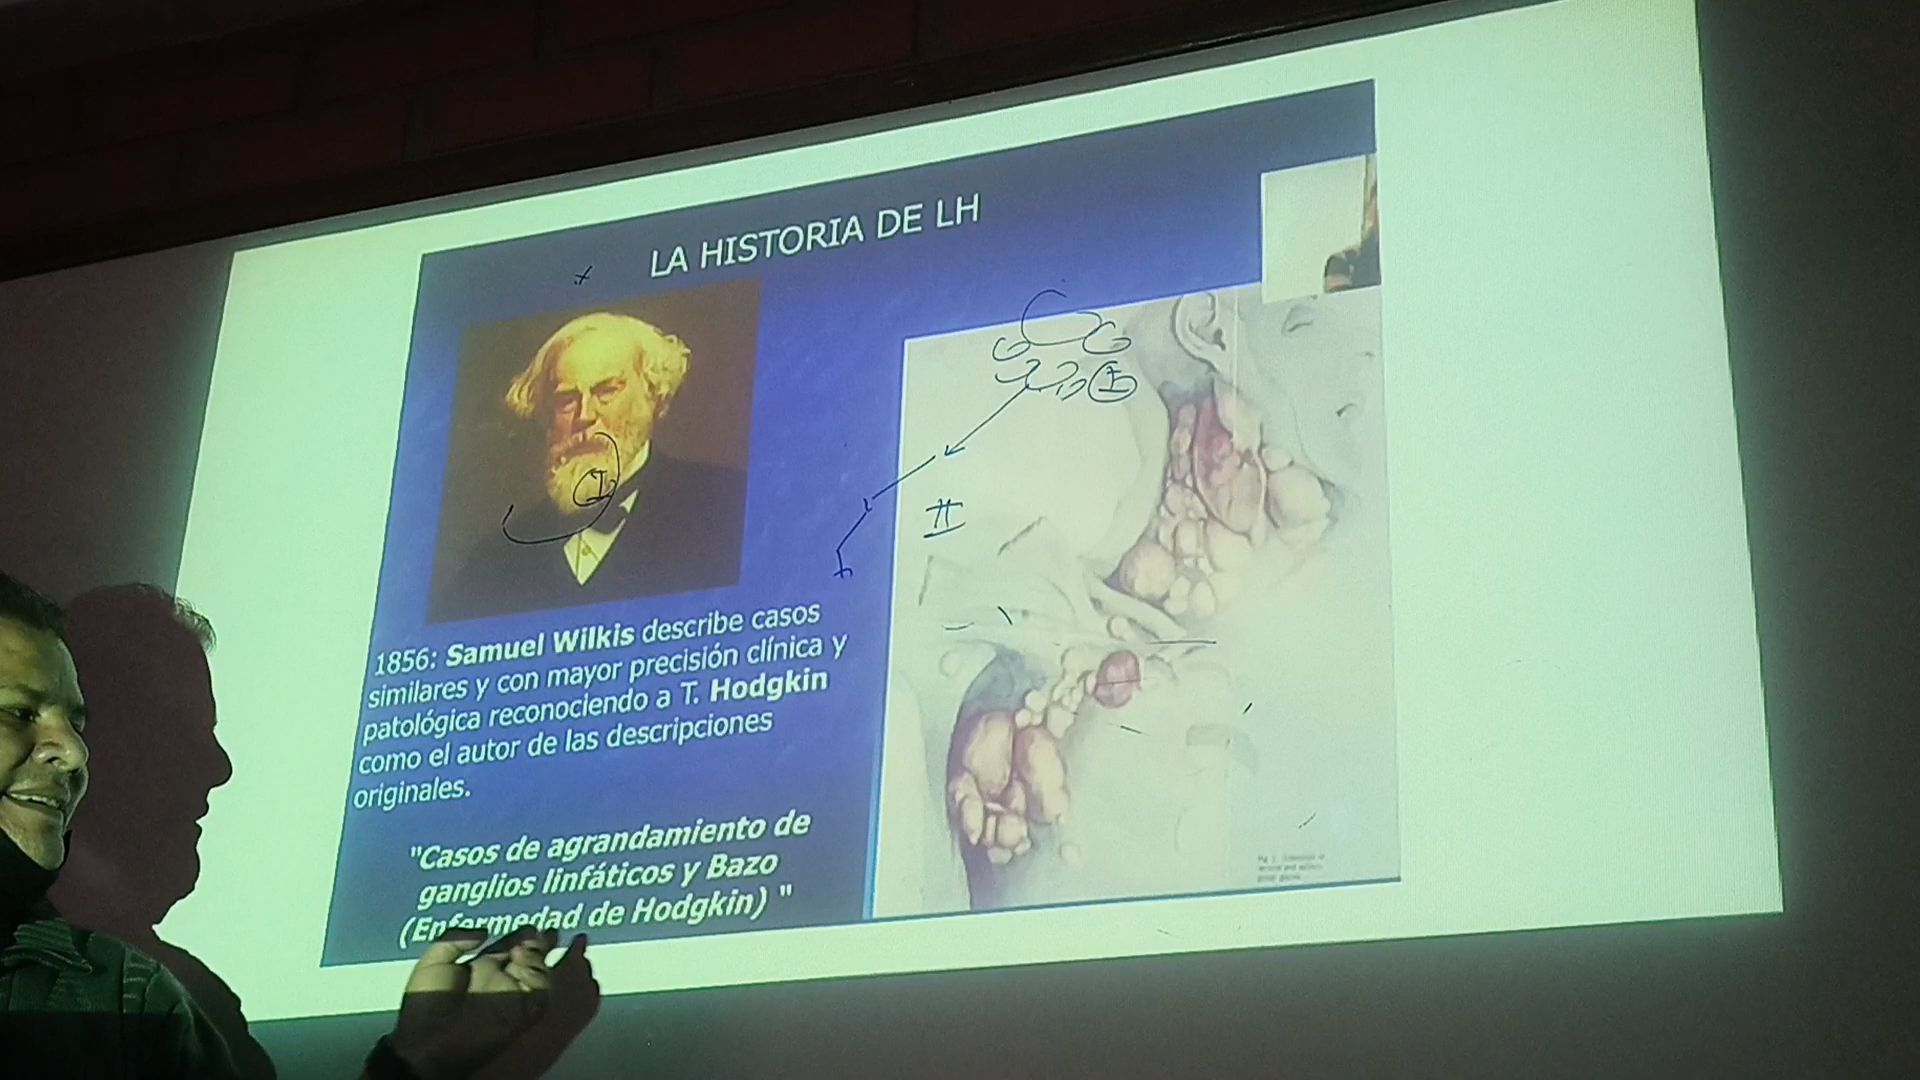 LA HISTORIA DE LH
1856: Samuel Wilkis describe casos
similares y con mayor precisión clínica y
patológica reconociendo a T. Hodgkin
como el autor de las descripciones
originales.
"Casos de agrandamiento de
ganglios linfáticos y Bazo
(Enfermedad de Hodgkin) "
I
I
II